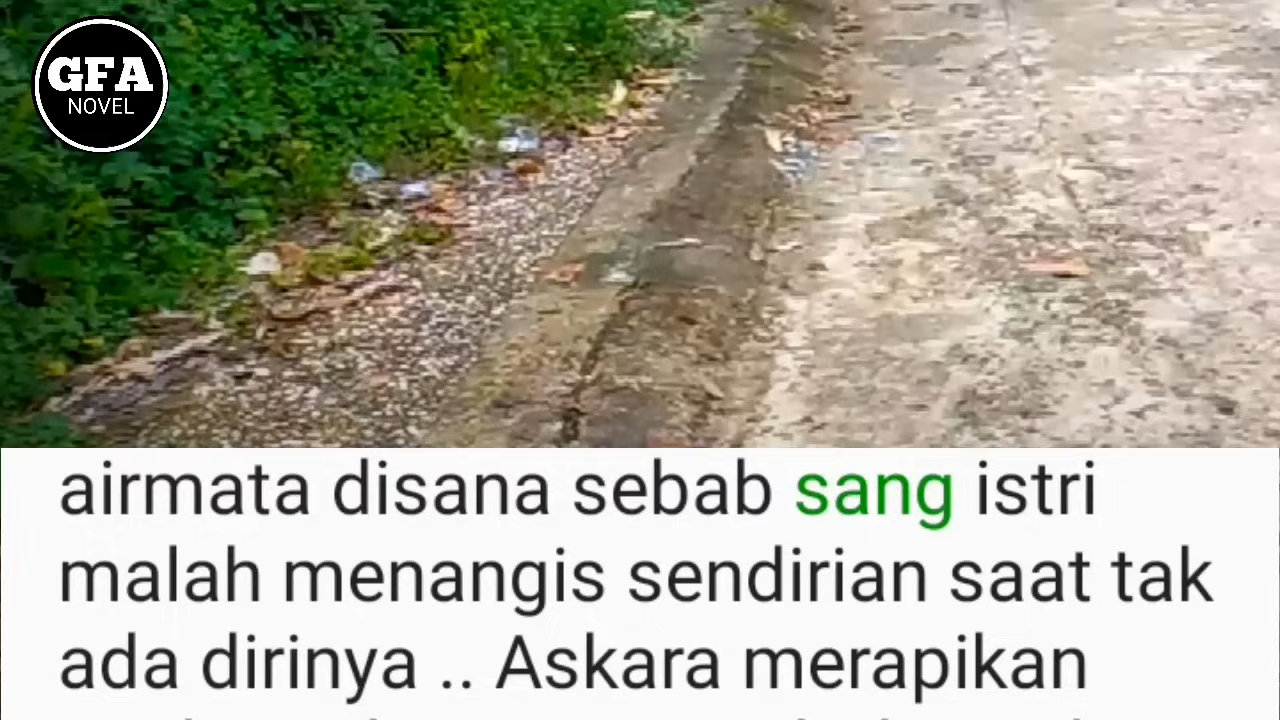 GFA
NOVEL
airmata disana sebab sang istri
malah menangis sendirian saat tak
ada dirinya .. Askara merapikan